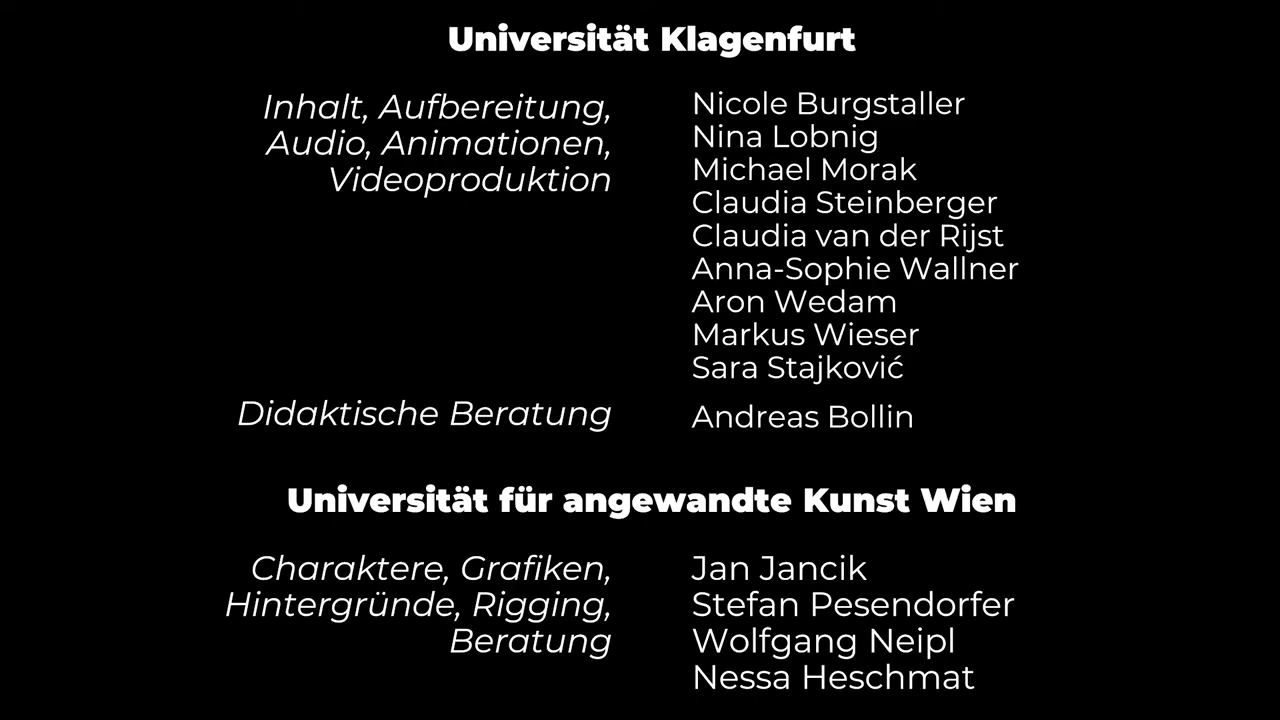 Universität Klagenfurt
Inhalt, Aufbereitung,
Audio, Animationen,
Videoproduktion
Nicole Burgstaller
Nina Lobnig
Michael Morak
Claudia Steinberger
Claudia van der Rijst
Anna-Sophie Wallner
Aron Wedam
Markus Wieser
Sara Stajković
Didaktische Beratung
Andreas Bollin
Universität für angewandte Kunst Wien
Charaktere, Grafiken,
Hintergründe, Rigging,
Beratung
Jan Jancik
Stefan Pesendorfer
Wolfgang Neipl
Nessa Heschmat